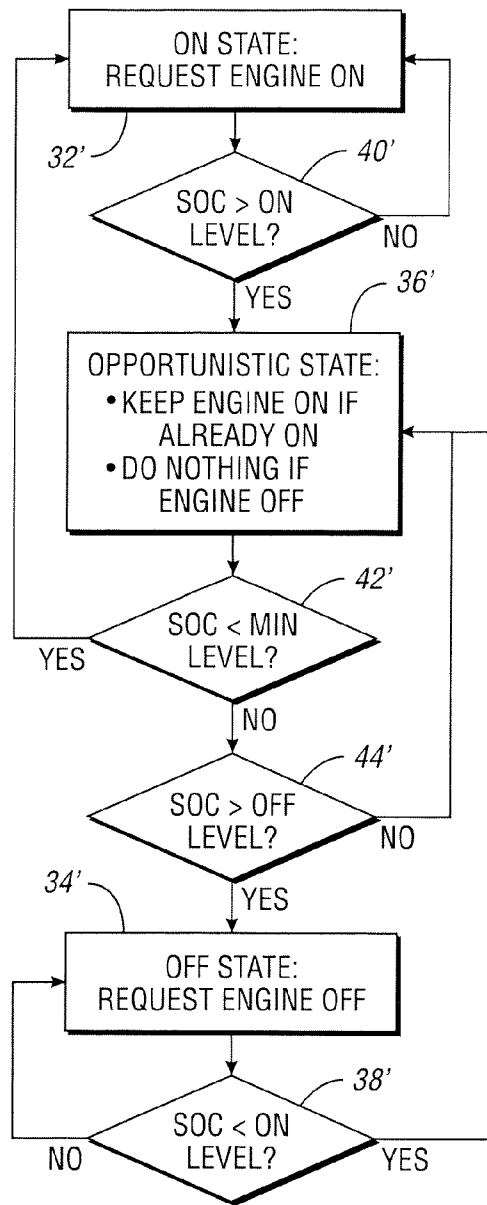 ON STATE:
REQUEST ENGINE ON
32'
40'
SOC > ON
LEVEL?
NO
YES
36'
OPPORTUNISTIC STATE:
• KEEP ENGINE ON IF
ALREADY ON
• DO NOTHING IF
ENGINE OFF
42'
SOC < MIN
LEVEL?
YES
NO
44'
SOC > OFF
LEVEL?
NO
34'
YES
OFF STATE:
REQUEST ENGINE OFF
38'
SOC < ON
LEVEL?
NO
YES